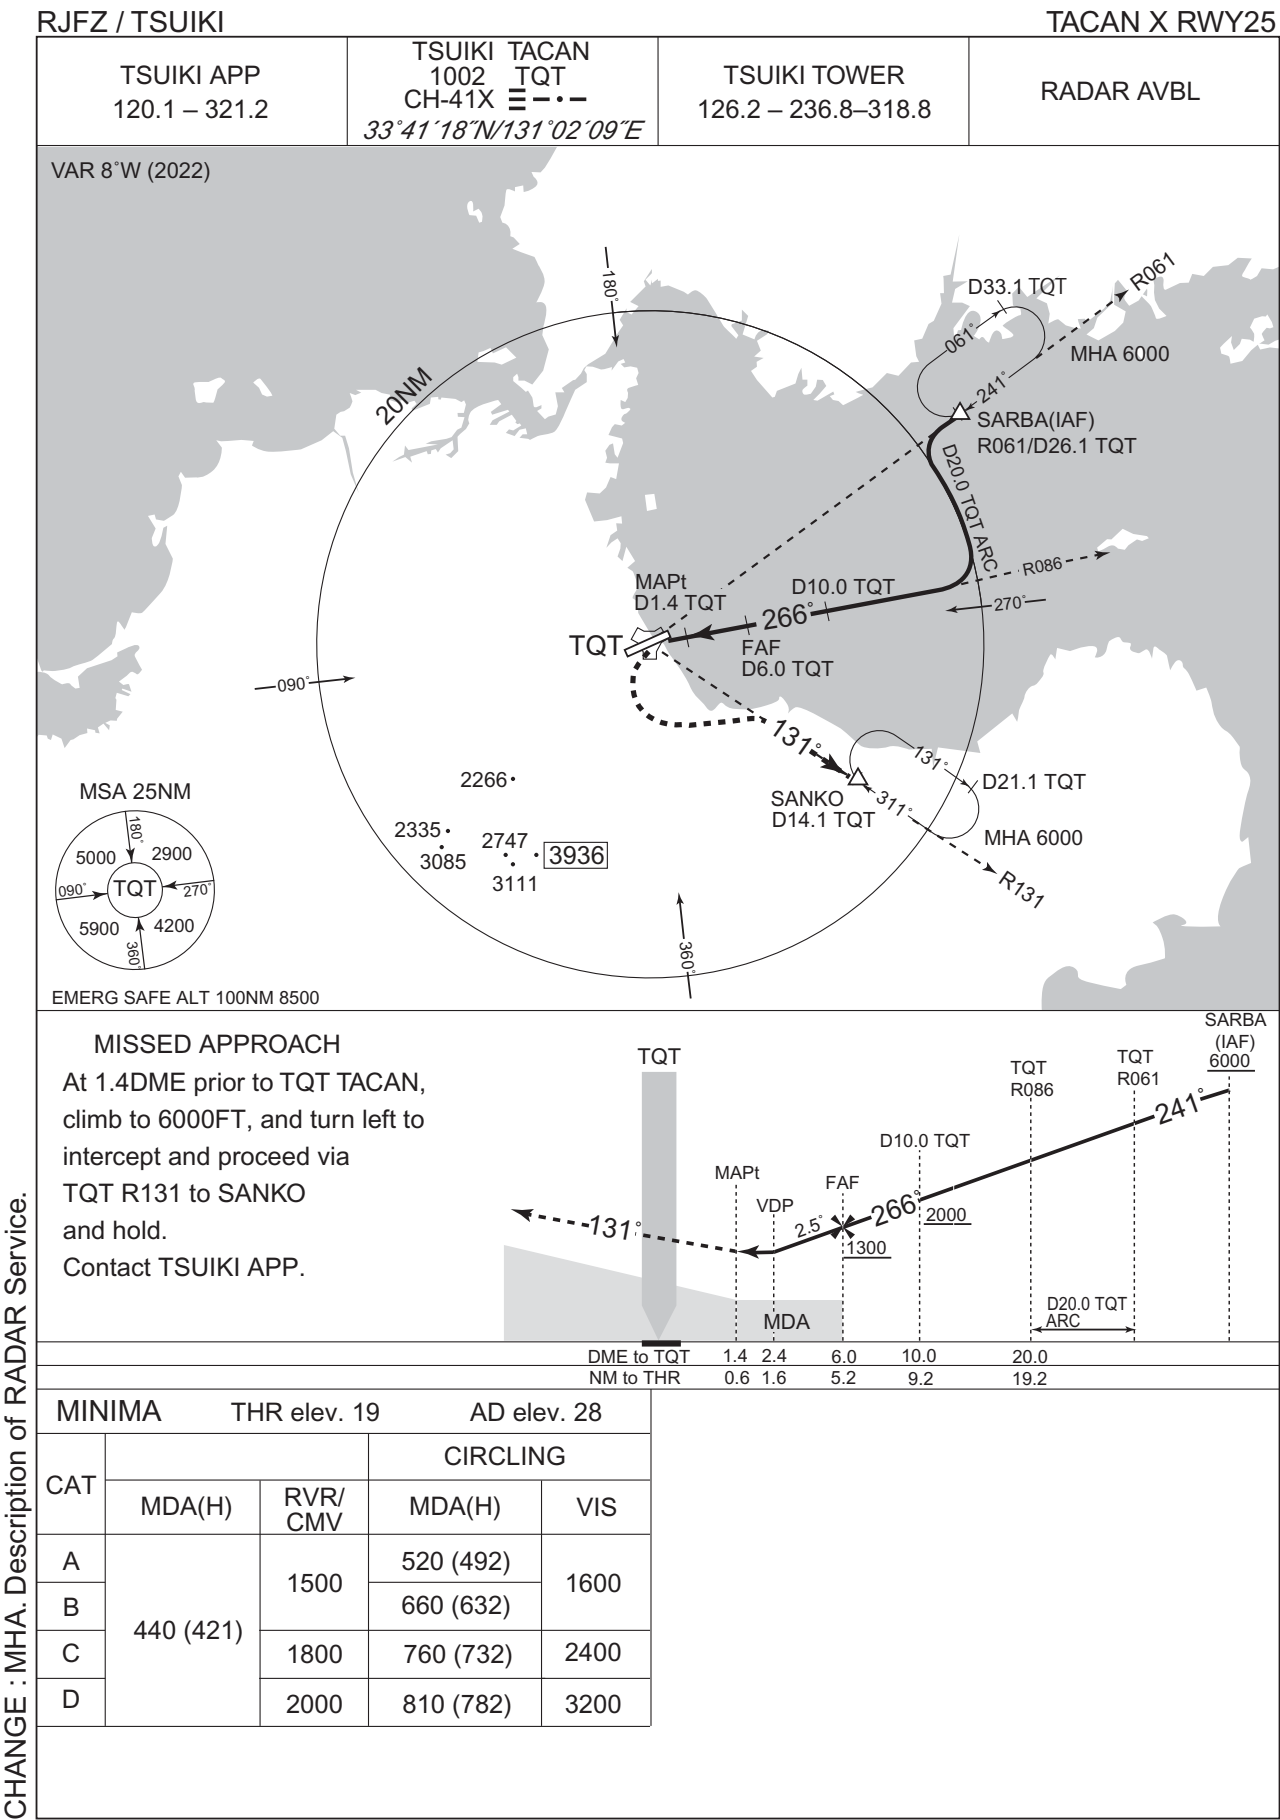 RJFZ / TSUIKI
TACAN X RWY25
TSUIKI APP
120.1 – 321.2
TSUIKI TACAN
1002 TQT
CH-41X
33°41´18˝N/131°02´09˝E
TSUIKI TOWER
126.2 – 236.8–318.8
RADAR AVBL
VAR 8°W (2022)
180°
20NM
D33.1 TQT
R061
061°
MHA 6000
241°
SARBA(IAF)
R061/D26.1 TQT
D20.0 TQT ARC
R086
270°
MAPt
D1.4 TQT
D10.0 TQT
266°
TQT
FAF
D6.0 TQT
090°
131°
131°
D21.1 TQT
SANKO
D14.1 TQT
311°
MHA 6000
R131
2266
2335
3085
2747
3936
3111
360°
MSA 25NM
180°
5000
2900
090°
TQT
270°
5900
4200
360°
EMERG SAFE ALT 100NM 8500
MISSED APPROACH
At 1.4DME prior to TQT TACAN,
climb to 6000FT, and turn left to
intercept and proceed via
TQT R131 to SANKO
and hold.
Contact TSUIKI APP.
TQT
SARBA
(IAF)
6000
TQT
R086
TQT
R061
241°
D10.0 TQT
MAPt
VDP
FAF
2.5°
266°
2000
1300
131°
MDA
D20.0 TQT
ARC
DME to TQT 1.4 2.4 6.0 10.0 20.0
NM to THR 0.6 1.6 5.2 9.2 19.2
MINIMA THR elev. 19 AD elev. 28
CAT
CIRCLING
MDA(H)
RVR/
CMV
MDA(H)
VIS
A
520 (492)
1500
1600
B
660 (632)
440 (421)
C
1800
760 (732)
2400
D
2000
810 (782)
3200
CHANGE : MHA. Description of RADAR Service.